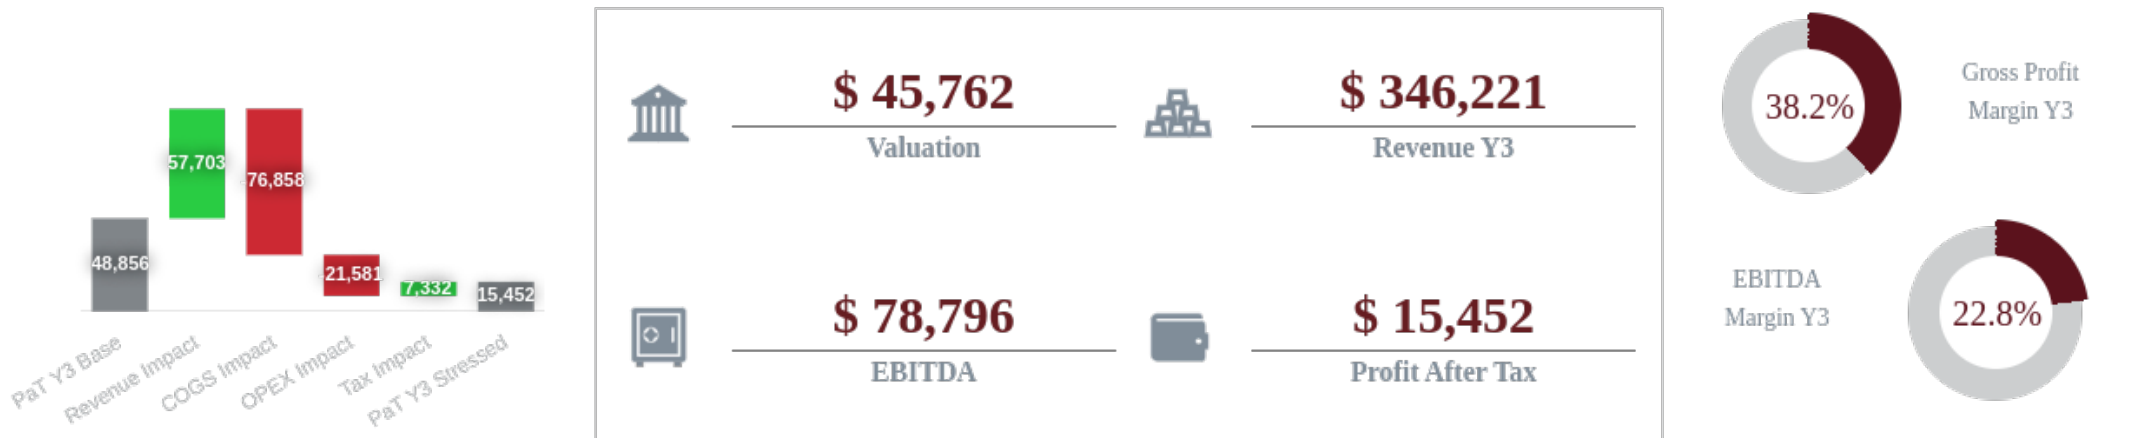 57,703
76,858
48,856
21,581
7,332
15,452
PaT Y3 Base
Revenue Impact
COGS Impact
OPEX Impact
Tax Impact
PaT Y3 Stressed
$ 45,762
Valuation
$ 346,221
Revenue Y3
$ 78,796
EBITDA
$ 15,452
Profit After Tax
38.2%
Gross Profit
Margin Y3
EBITDA
Margin Y3
22.8%